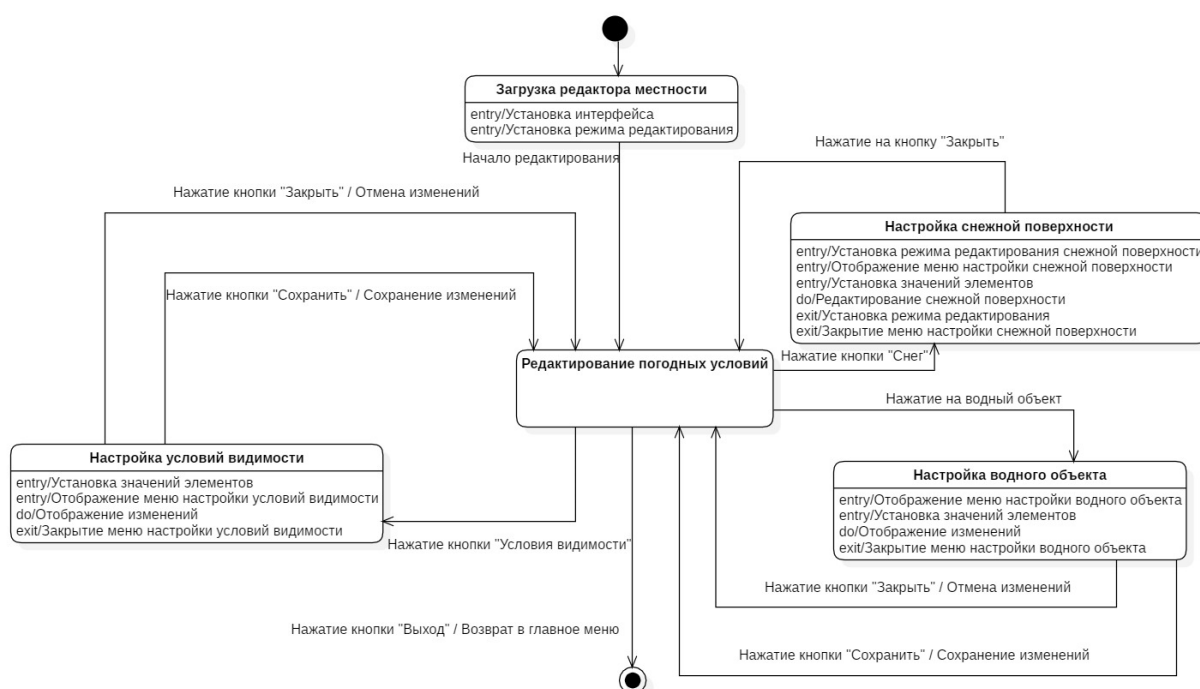 Загрузка редактора местности
entry/Установка интерфейса
entry/Установка режима редактирования
Начало редактирования
Нажатие на кнопку "Закрыть"
Нажатие кнопки "Закрыть" / Отмена изменений
Настройка снежной поверхности
entry/Установка режима редактирования снежной поверхности
entry/Отображение меню настройки снежной поверхности
entry/Установка значений элементов
do/Редактирование снежной поверхности
exit/Установка режима редактирования
exit/Закрытие меню настройки снежной поверхности
Нажатие кнопки "Сохранить" / Сохранение изменений
Редактирование погодных условий
Нажатие кнопки "Снег"
Нажатие на водный объект
Настройка условий видимости
entry/Установка значений элементов
entry/Отображение меню настройки условий видимости
do/Отображение изменений
exit/Закрытие меню настройки условий видимости
Настройка водного объекта
entry/Отображение меню настройки водного объекта
entry/Установка значений элементов
do/Отображение изменений
exit/Закрытие меню настройки водного объекта
Нажатие кнопки "Условия видимости"
Нажатие кнопки "Закрыть" / Отмена изменений
Нажатие кнопки "Выход" / Возврат в главное меню
Нажатие кнопки "Сохранить" / Сохранение изменений